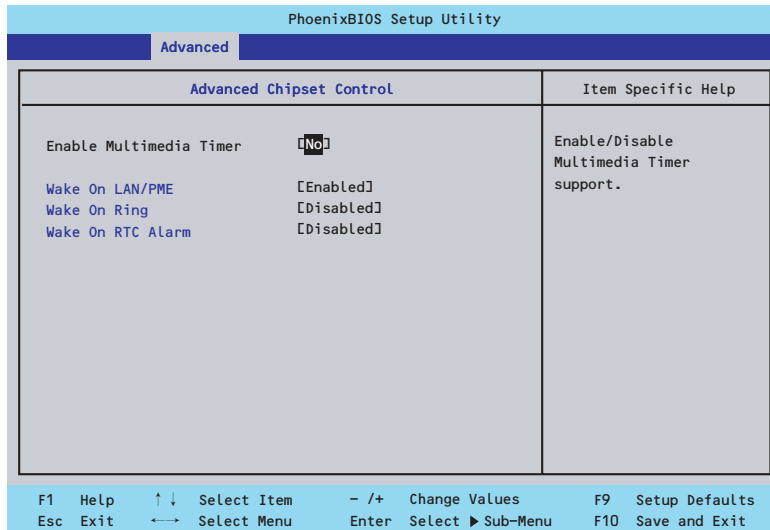 PhoenixBIOS Setup Utility
Advanced
Advanced Chipset Control
Item Specific Help
Enable Multimedia Timer [No]
Wake On LAN/PME [Enabled]
Wake On Ring [Disabled]
Wake On RTC Alarm [Disabled]
Enable/Disable
Multimedia Timer
support.
F1 Help ↑↓ Select Item - /+ Change Values F9 Setup Defaults
Esc Exit ←→ Select Menu Enter Select ▶ Sub-Menu F10 Save and Exit